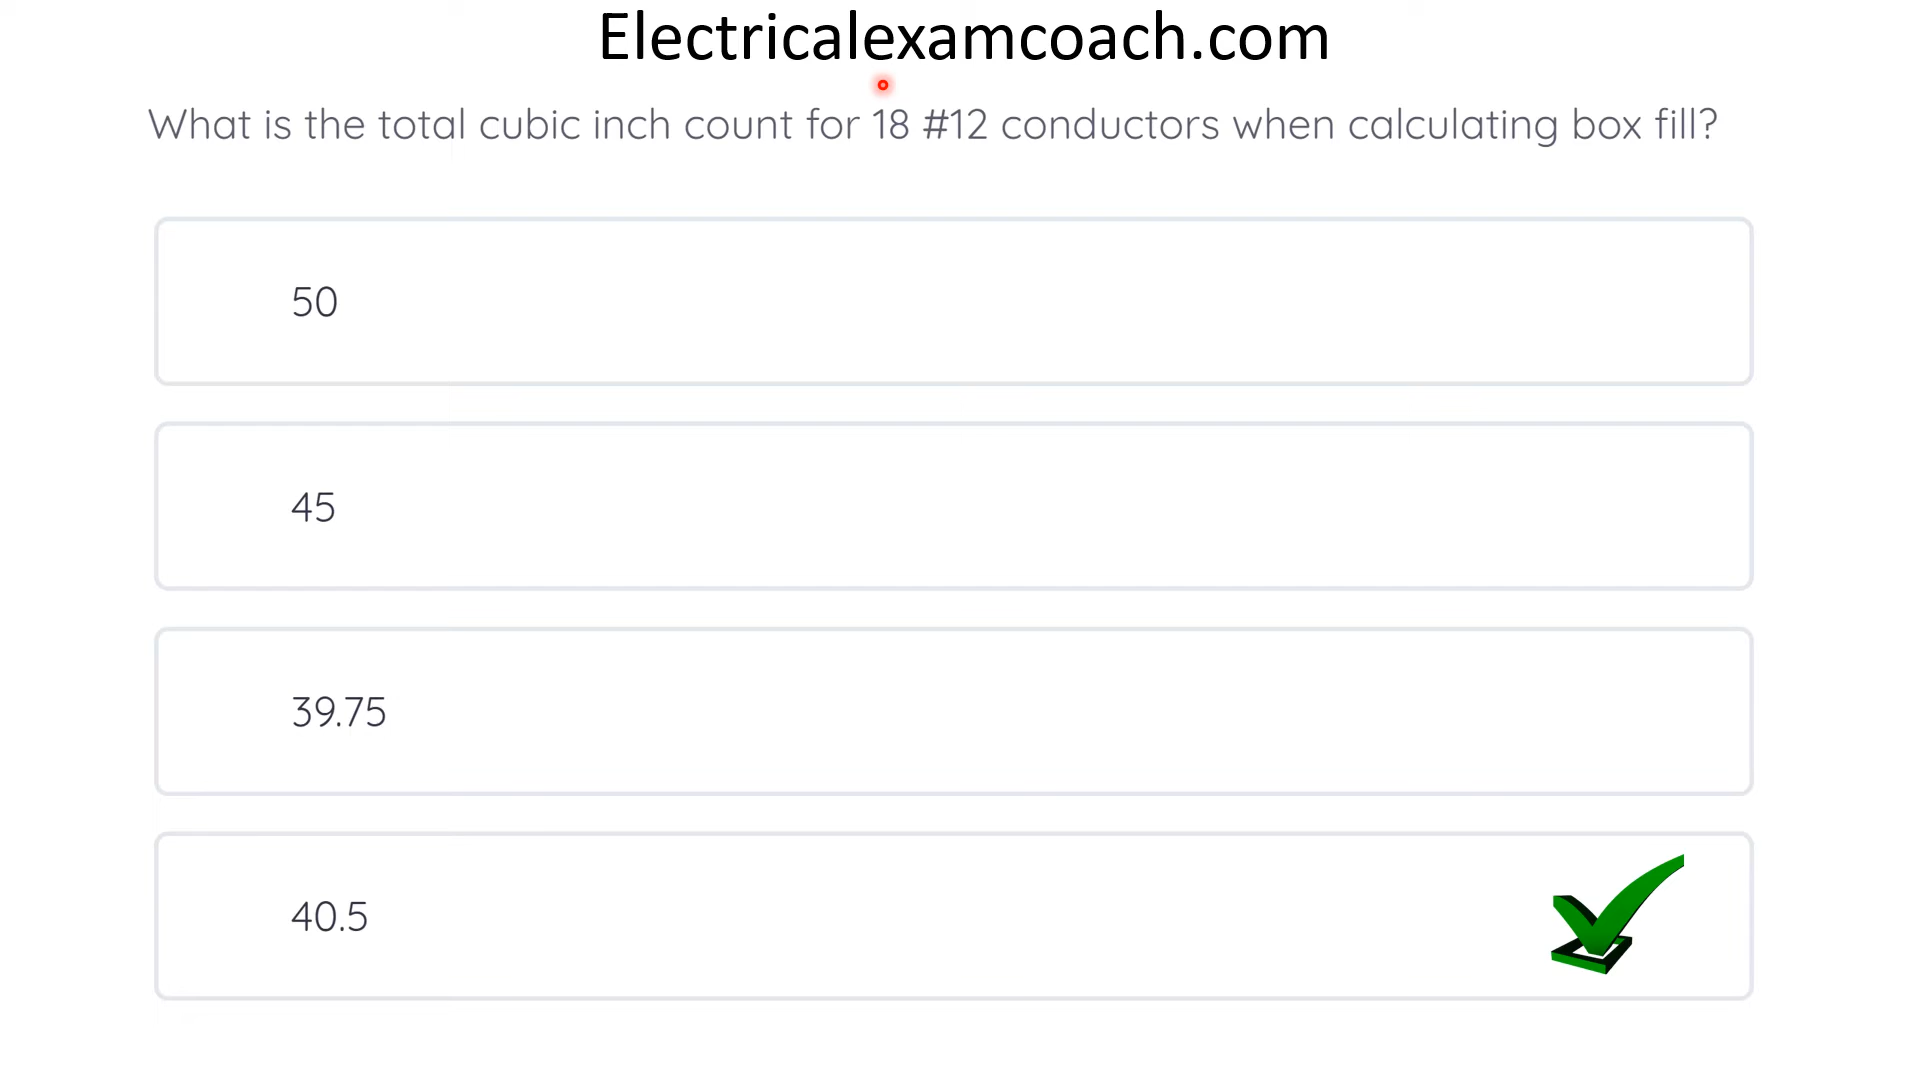 Electricalexamcoach.com
What is the total cubic inch count for 18 #12 conductors when calculating box fill?
50
45
39.75
40.5